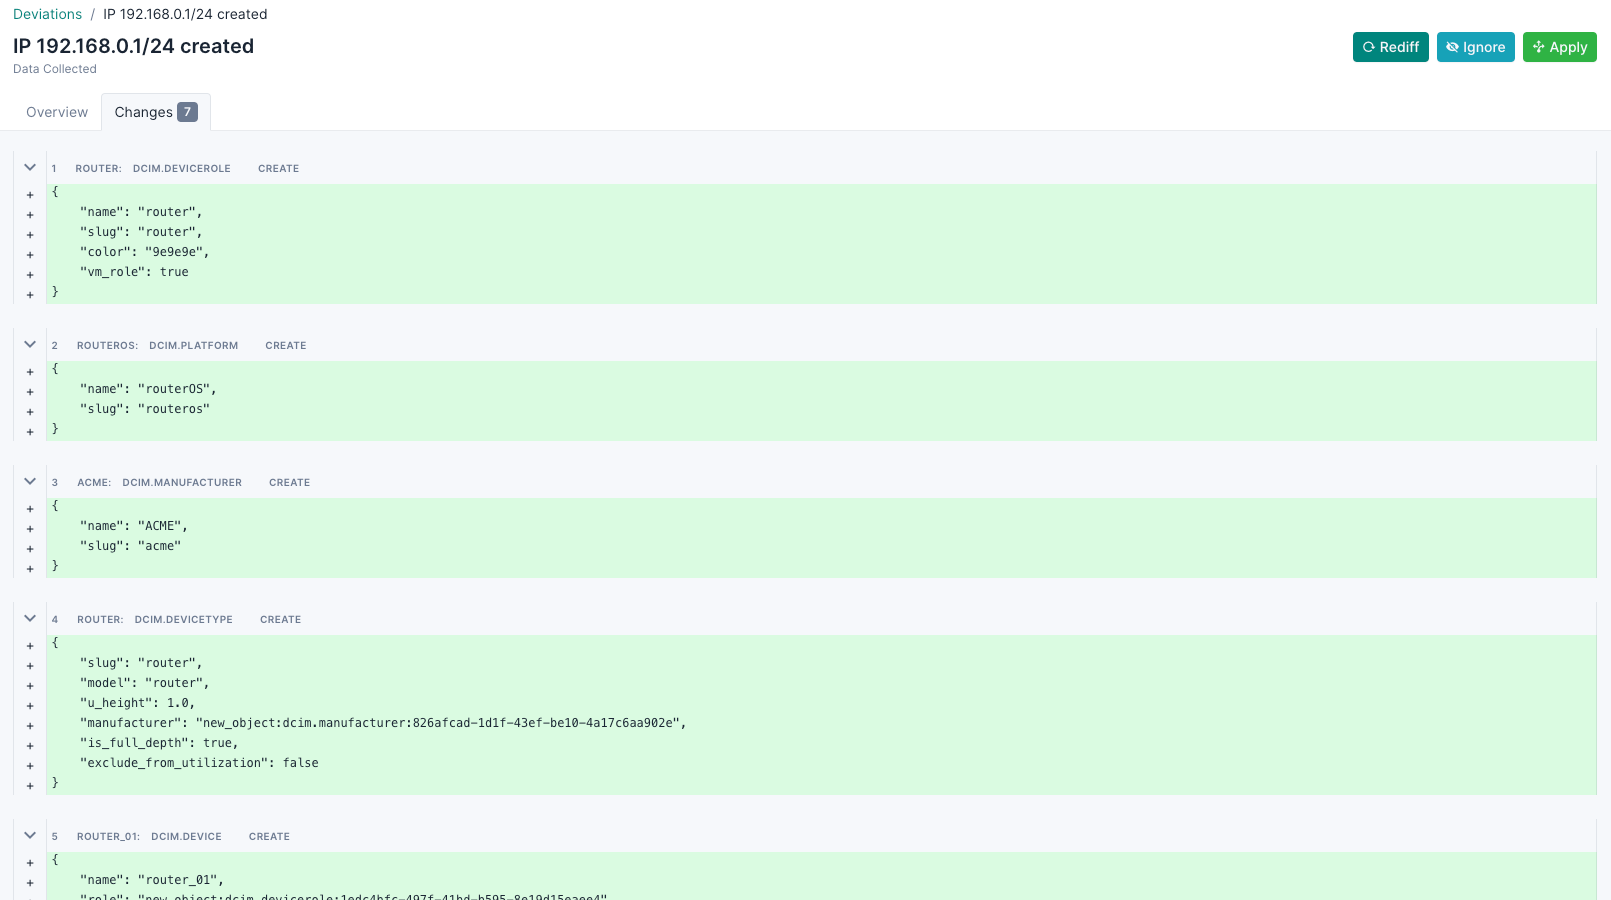 Deviations / IP 192.168.0.1/24 created
IP 192.168.0.1/24 created
Data Collected
Rediff
Ignore
Apply
Overview
Changes 7
1 ROUTER: DCIM.DEVICEROLE CREATE
+ {
+ "name": "router",
+ "slug": "router",
+ "color": "9e9e9e",
+ "vm_role": true
+ }
2 ROUTEROS: DCIM.PLATFORM CREATE
+ {
+ "name": "routerOS",
+ "slug": "routeros"
+ }
3 ACME: DCIM.MANUFACTURER CREATE
+ {
+ "name": "ACME",
+ "slug": "acme"
+ }
4 ROUTER: DCIM.DEVICETYPE CREATE
+ {
+ "slug": "router",
+ "model": "router",
+ "u_height": 1.0,
+ "manufacturer": "new_object:dcim.manufacturer:826afcad-1d1f-43ef-be10-4a17c6aa902e",
+ "is_full_depth": true,
+ "exclude_from_utilization": false
+ }
5 ROUTER_01: DCIM.DEVICE CREATE
+ {
+ "name": "router_01",
"role":